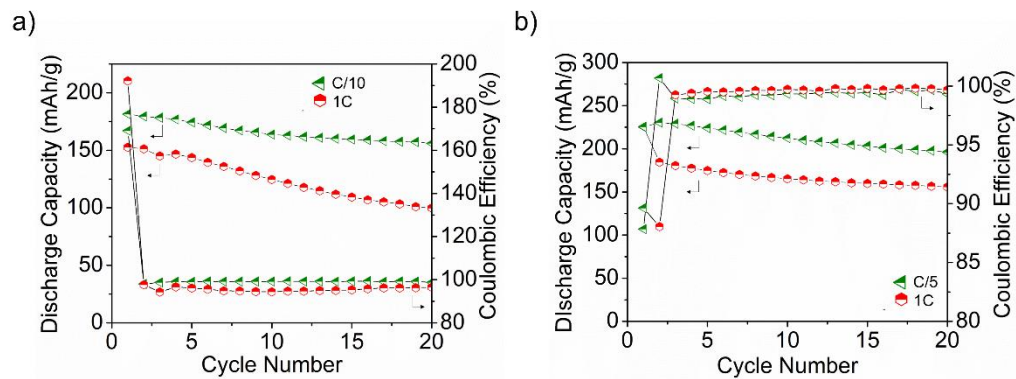 a)
Discharge Capacity (mAh/g)
200
150
100
50
0
C/10
1C
200
180
160
140
120
100
80
Coulombic Efficiency (%)
0 5 10 15 20
Cycle Number
b)
Discharge Capacity (mAh/g)
300
250
200
150
100
50
0
C/5
1C
100
95
90
85
80
Coulombic Efficiency (%)
0 5 10 15 20
Cycle Number